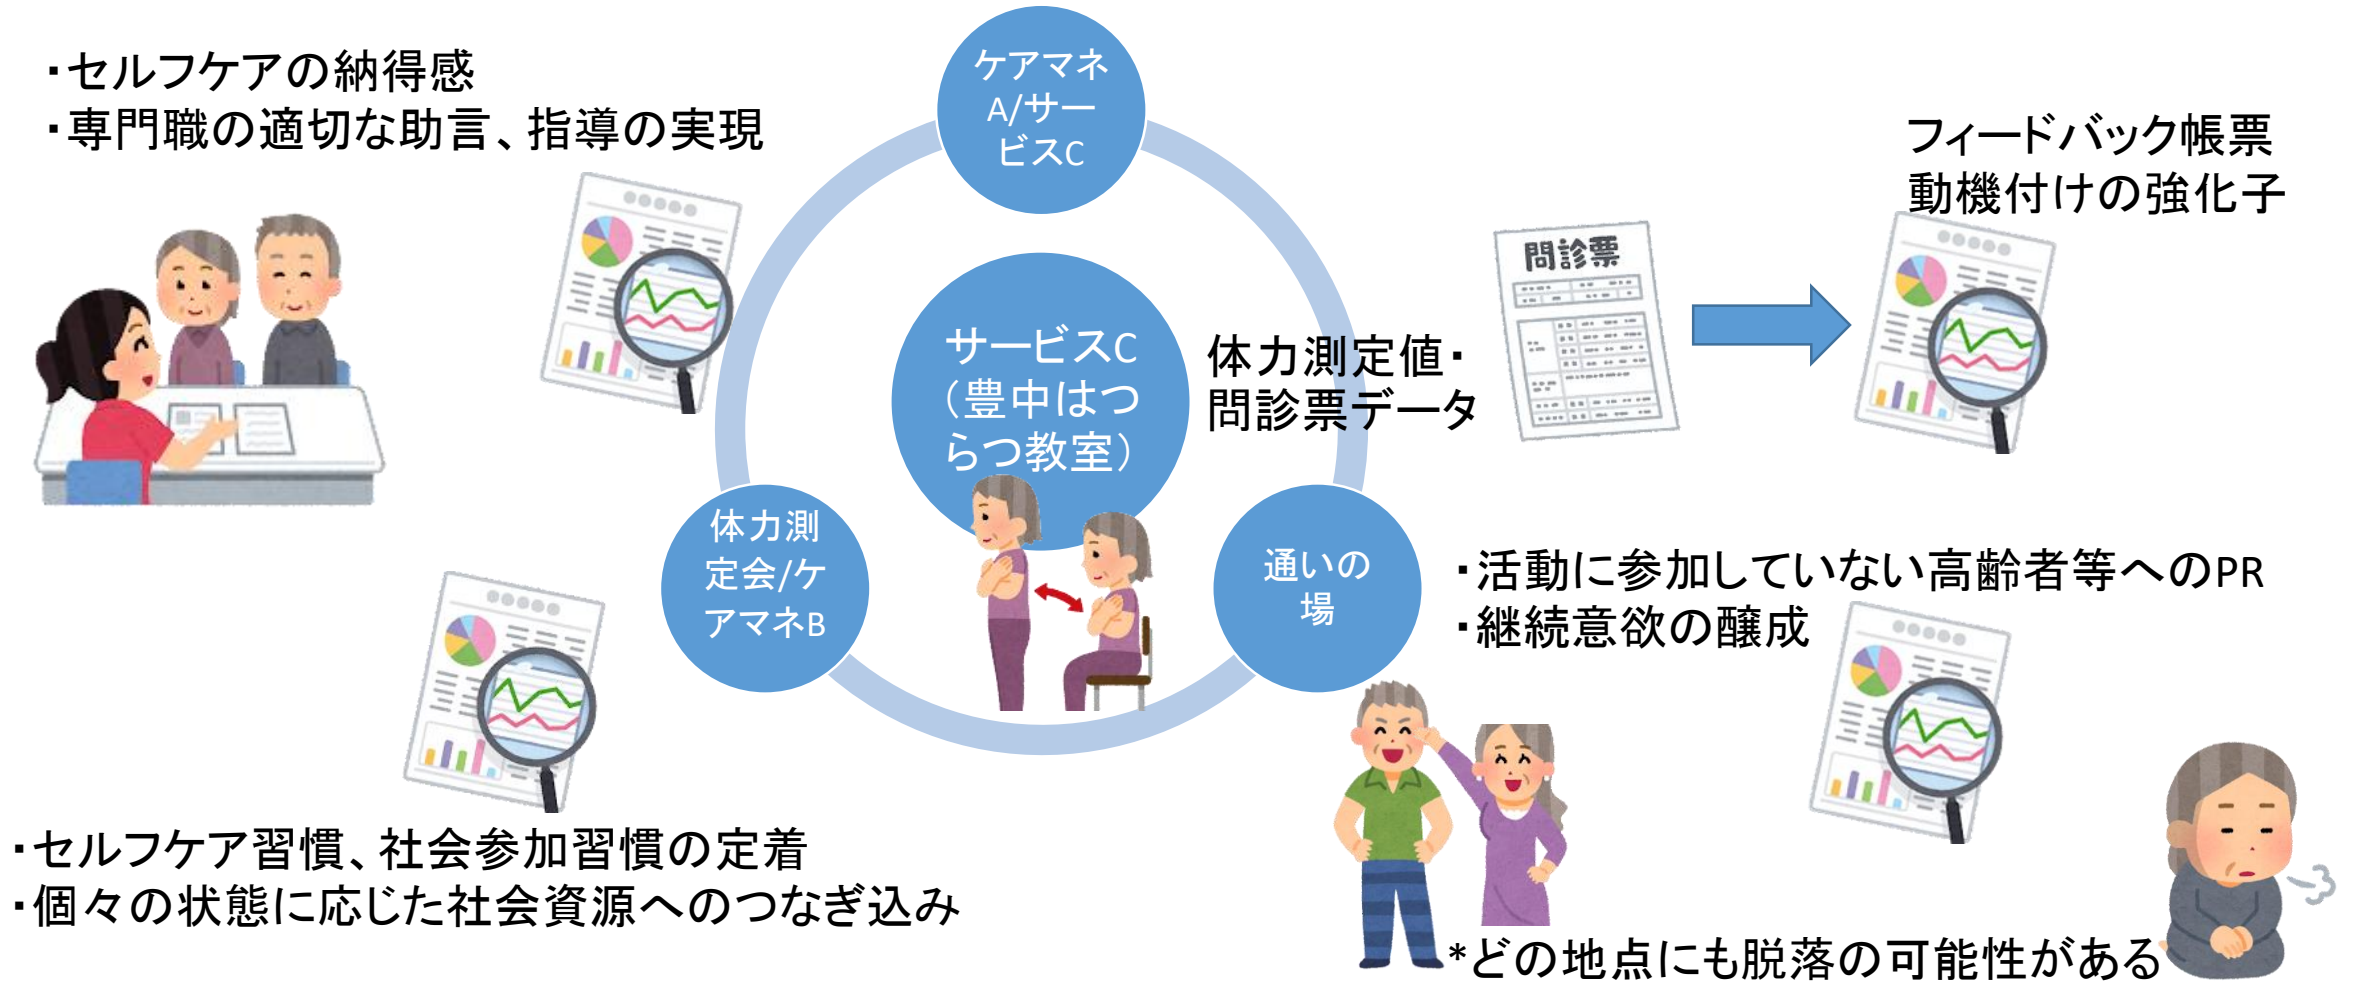 ・セルフケアの納得感
・専門職の適切な助言、指導の実現
ケアマネ
A/サー
ビスC
フィードバック帳票
動機付けの強化子
問診票
サービスC
（豊中はつ
らつ教室）
体力測定値・
問診票データ
体力測
定会/ケ
アマネB
通いの
場
・活動に参加していない高齢者等へのPR
・継続意欲の醸成
・セルフケア習慣、社会参加習慣の定着
・個々の状態に応じた社会資源へのつなぎ込み
*どの地点にも脱落の可能性がある